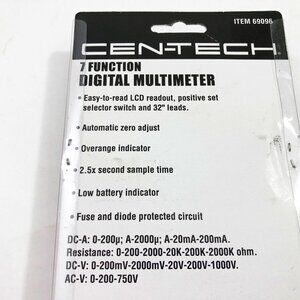 ITEM 69096
CEN-TECH
7 FUNCTION
DIGITAL MULTIMETER
• Easy-to-read LCD readout, positive set
selector switch and 32" leads.
• Automatic zero adjust
• Overange indicator
• 2.5x second sample time
• Low battery indicator
• Fuse and diode protected circuit
DC-A: 0-200µ; A-2000µ; A-20mA-200mA.
Resistance: 0-200-2000-20K-200K-2000K ohm.
DC-V: 0-200mV-2000mV-20V-200V-1000V.
AC-V: 0-200-750V